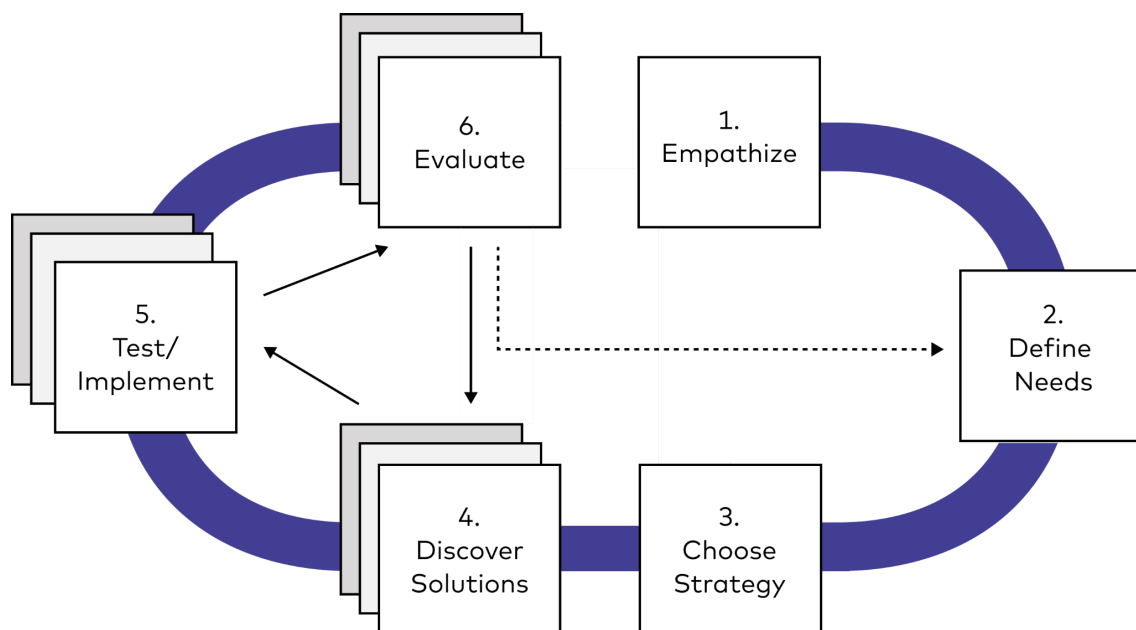 1.
Empathize
2.
Define
Needs
3.
Choose
Strategy
4.
Discover
Solutions
5.
Test/
Implement
6.
Evaluate